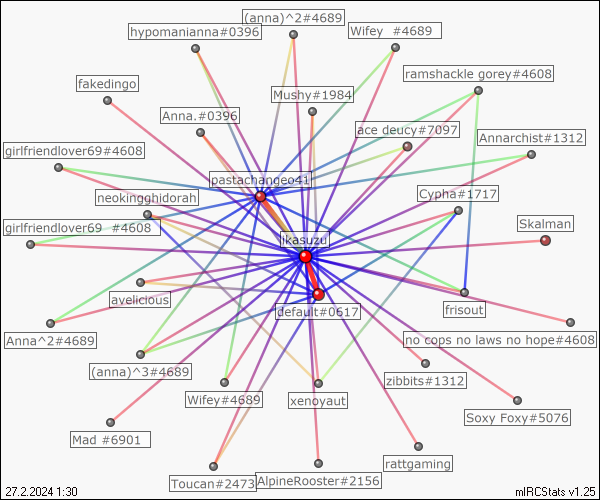 (anna)^2#4689
hypomanianna#0396
Wifey  #4689
ramshackle gorey#4608
fakedingo
Mushy#1984
Anna.#0396
ace deucy#7097
Annarchist#1312
girlfriendlover69#4608
pastachangeo41
neokingghidorah
Cypha#1717
girlfriendlover69  #4608
Skalman
likasuzu
avelicious
frisout
default#0617
Anna^2#4689
no cops no laws no hope#4608
(anna)^3#4689
zibbits#1312
Wifey#4689
xenoyaut
Soxy Foxy#5076
Mad #6901
rattgaming
AlpineRooster#2156
Toucan#2473
27.2.2024 1:30
mIRCStats v1.25